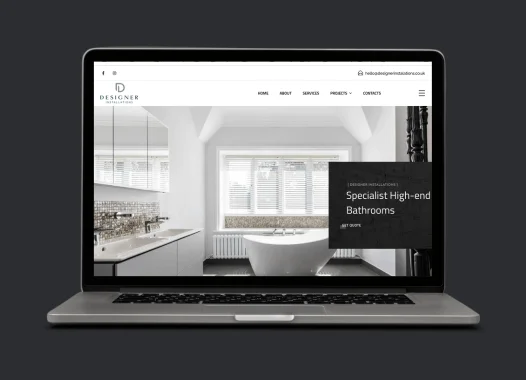 hello@designerinstallations.co.uk
DESIGNER
INSTALLATIONS
HOME ABOUT SERVICES PROJECTS CONTACTS
[ DESIGNER INSTALLATIONS ]
Specialist High-end
Bathrooms
GET QUOTE